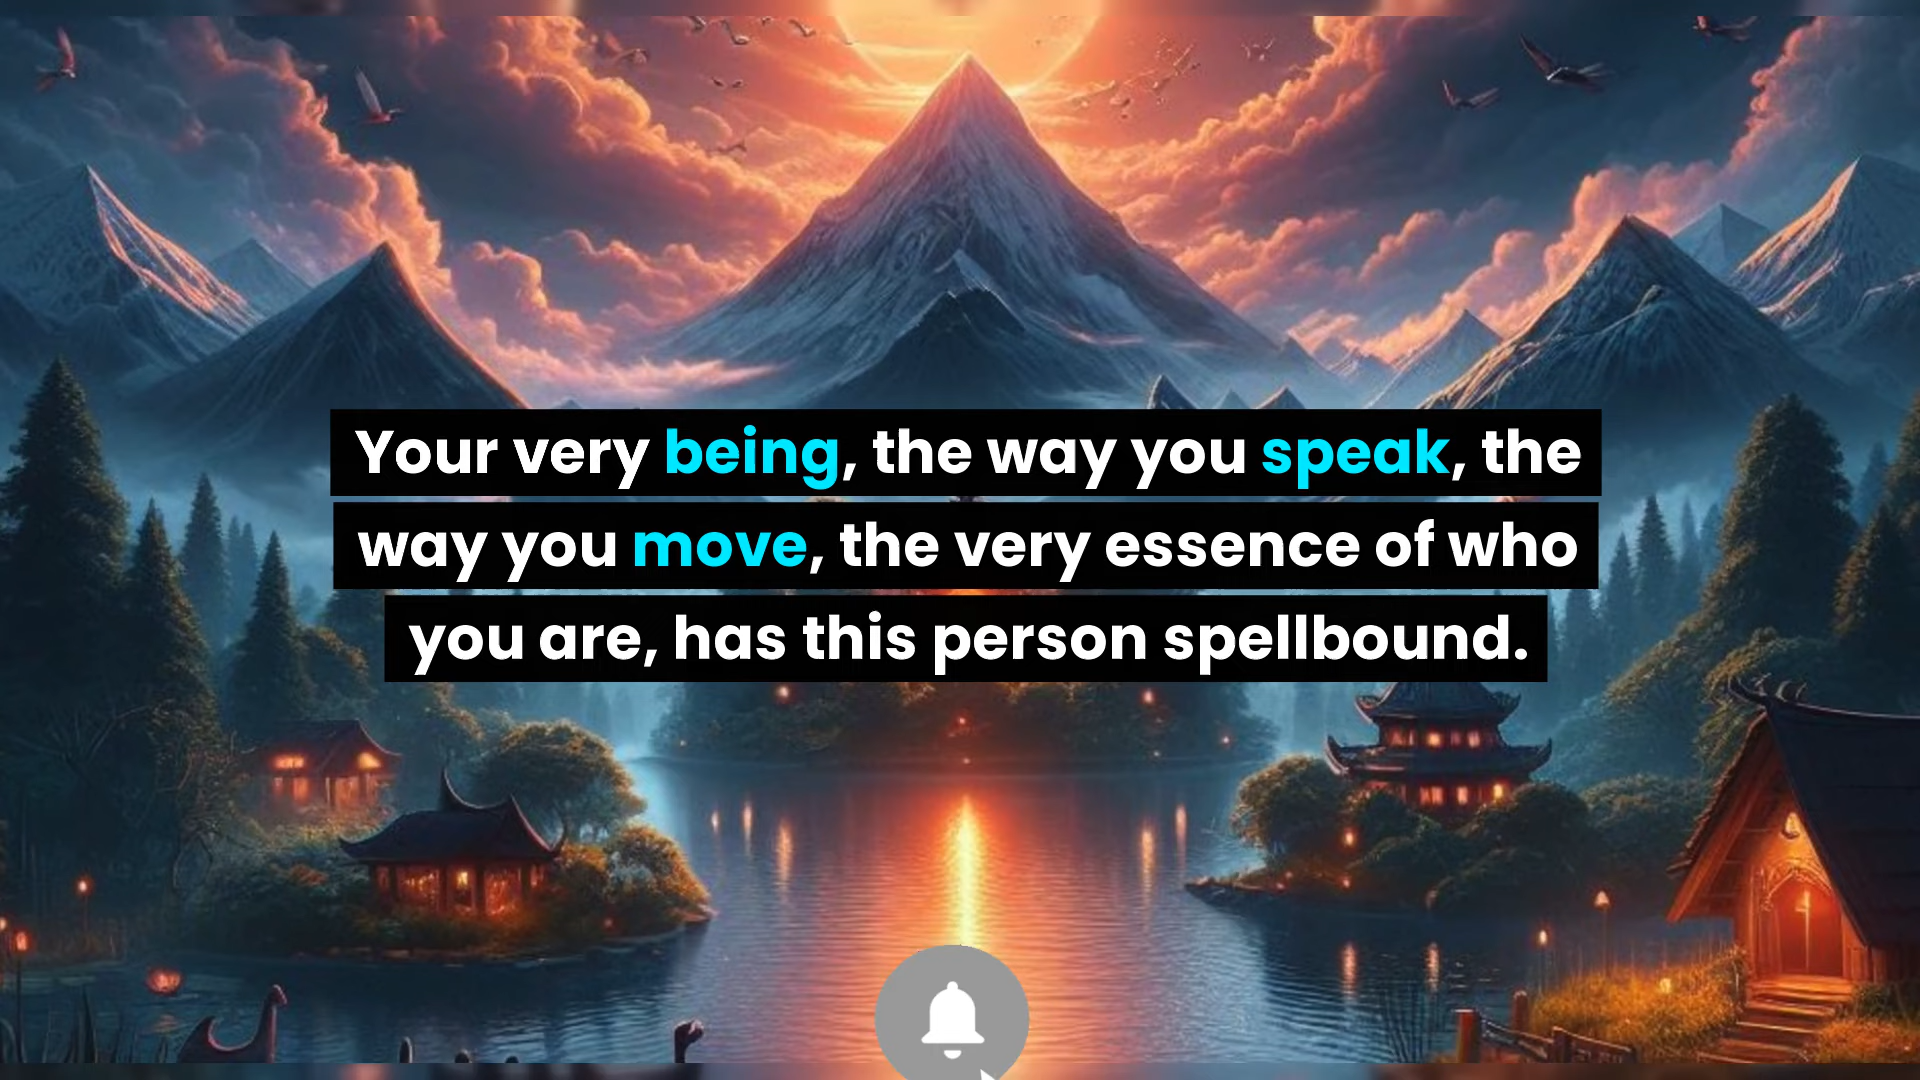 Your very being, the way you speak, the
way you move, the very essence of who
you are, has this person spellbound.